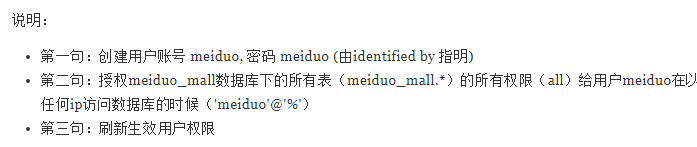 说明：
• 第一句：创建用户账号 meiduo, 密码 meiduo (由identified by 指明)
• 第二句：授权meiduo_mall数据库下的所有表（meiduo_mall.*）的所有权限（all）给用户meiduo在以
任何ip访问数据库的时候（'meiduo'@'%'）
• 第三句：刷新生效用户权限